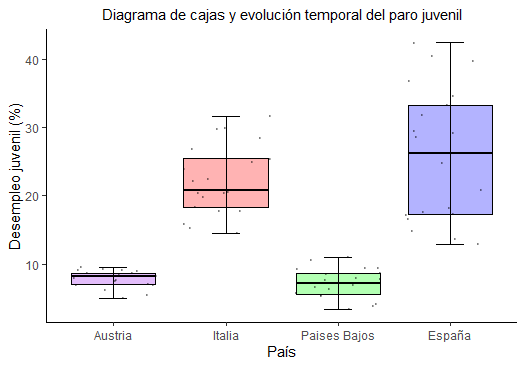 Diagrama de cajas y evolución temporal del paro juvenil
Desempleo juvenil (%)
40
30
20
10
Austria
Italia
Paises Bajos
España
País